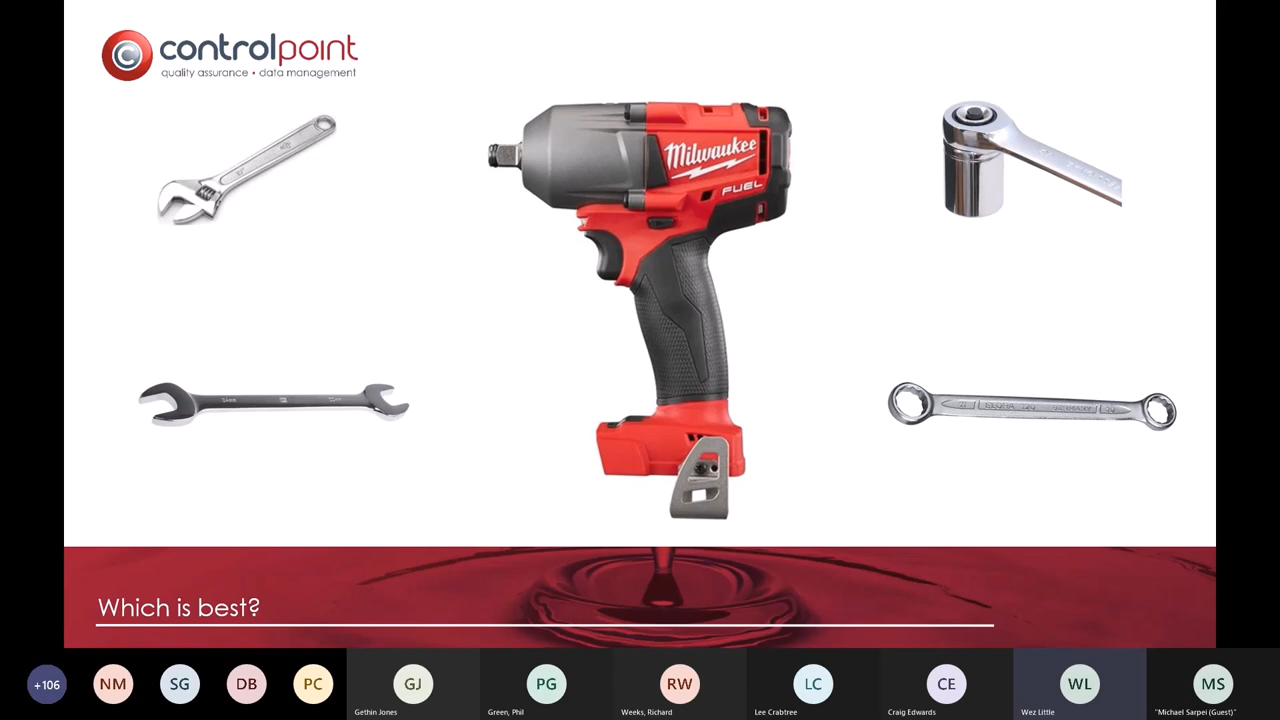 controlpoint
quality assurance • data management
Milwaukee
FUEL
Which is best?
+106
NM
SG
DB
PC
GJ
PG
RW
LC
CE
WL
MS
Gethin Jones
Green, Phil
Weeks, Richard
Lee Crabtree
Craig Edwards
Wez Little
"Michael Sarpei (Guest)"